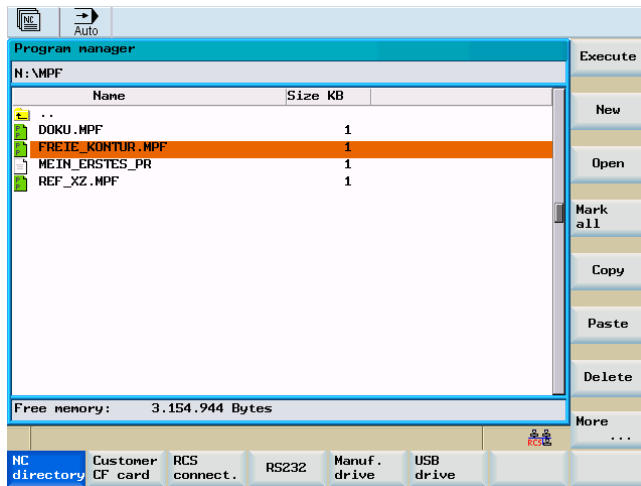 NC
Auto
Program manager
N:\MPF
Name Size KB
..
DOKU.MPF 1
FREIE_KONTUR.MPF 1
MEIN_ERSTES_PR 1
REF_XZ.MPF 1
Free memory: 3.154.944 Bytes
RCS
Execute
New
Open
Mark
all
Copy
Paste
Delete
More
...
NC
directory
Customer
CF card
RCS
connect.
RS232
Manuf.
drive
USB
drive